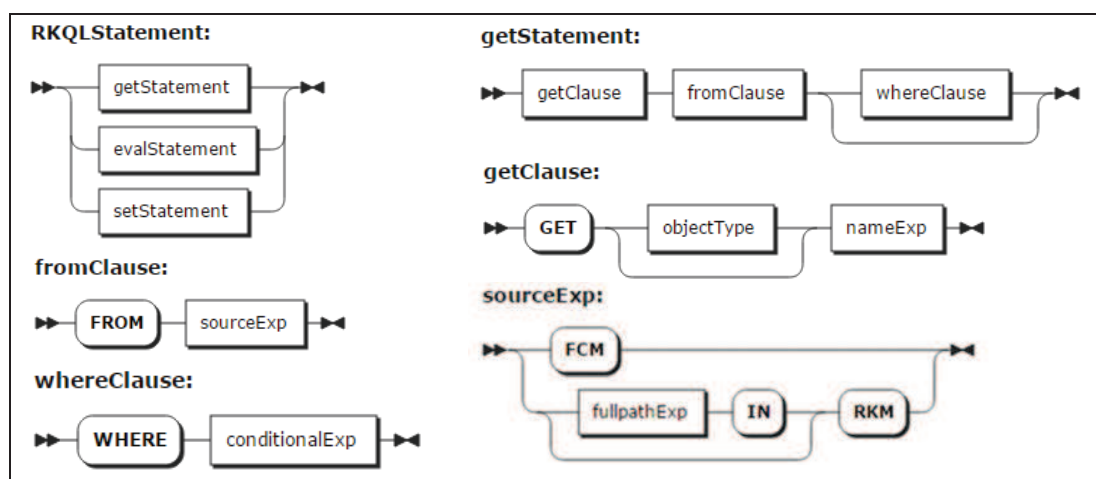 RKQLStatement:
getStatement
evalStatement
setStatement
fromClause:
FROM sourceExp
whereClause:
WHERE conditionalExp
getStatement:
getClause fromClause whereClause
getClause:
GET objectType nameExp
sourceExp:
FCM
fullpathExp IN RKM